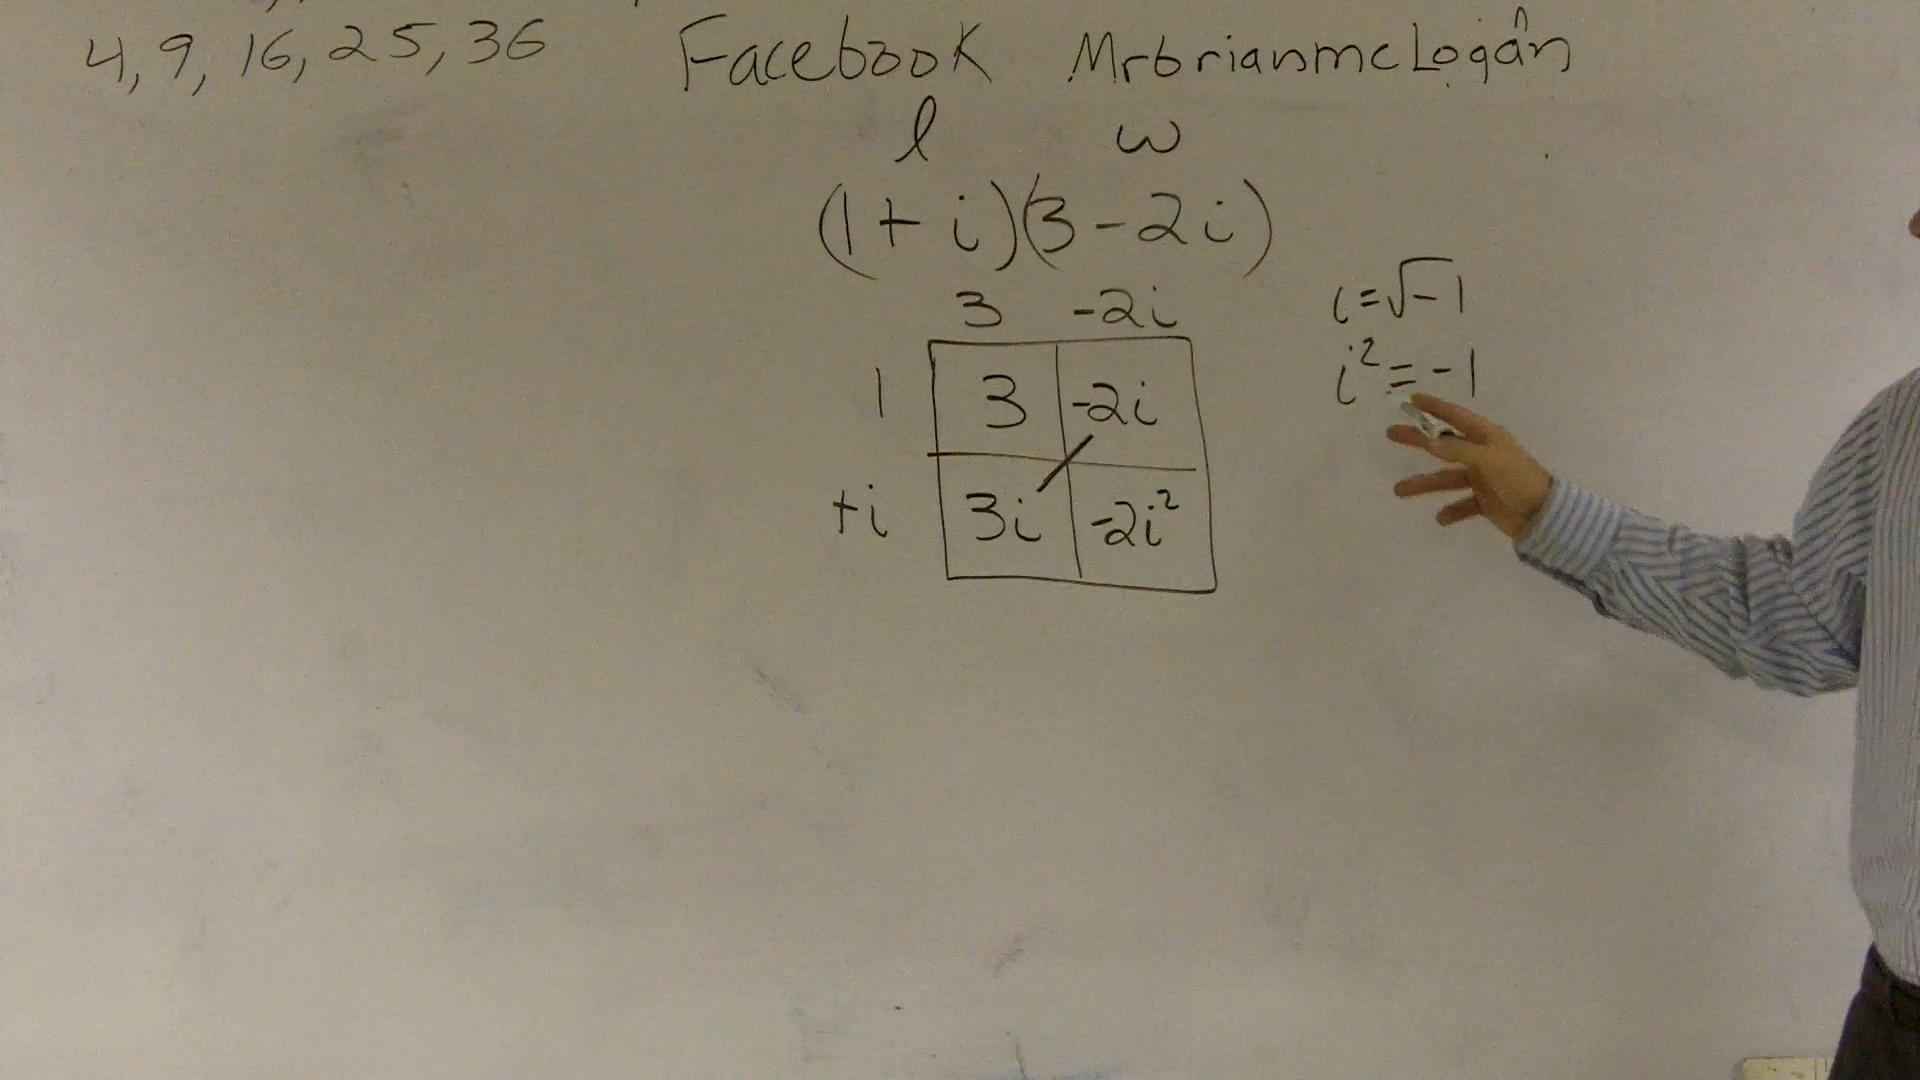 4, 9, 16, 25, 36 Facebook MrbrianmcLogan
l w
(1 + i)(3 - 2i)
3 -2i
i = √-1
1 3 -2i
i² = -1
+i 3i -2i²